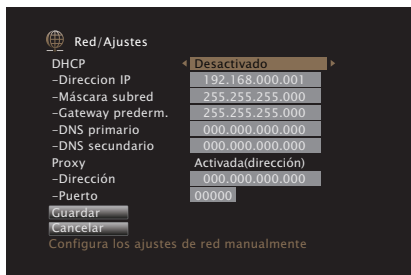 Red/Ajustes
DHCP Desactivado
-Direccion IP 192.168.000.001
-Máscara subred 255.255.255.000
-Gateway prederm. 255.255.255.000
-DNS primario 000.000.000.000
-DNS secundario 000.000.000.000
Proxy Activada(dirección)
-Dirección 000.000.000.000
-Puerto 00000
Guardar
Cancelar
Configura los ajustes de red manualmente